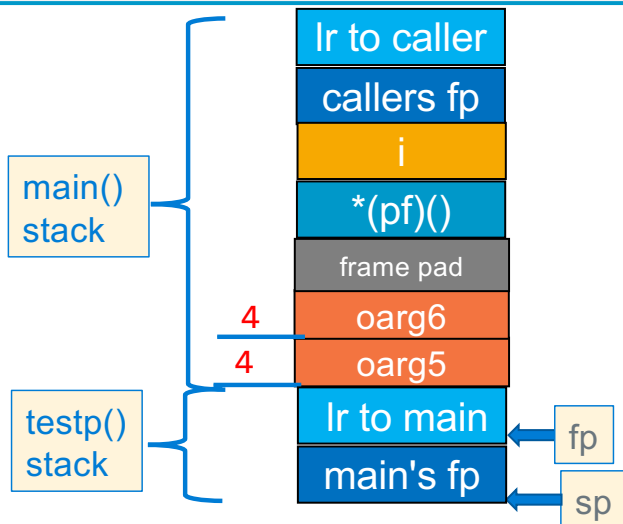 lr to caller
callers fp
i
main()
stack
*(pf)()
frame pad
4
oarg6
4
oarg5
testp()
stack
lr to main
fp
main's fp
sp